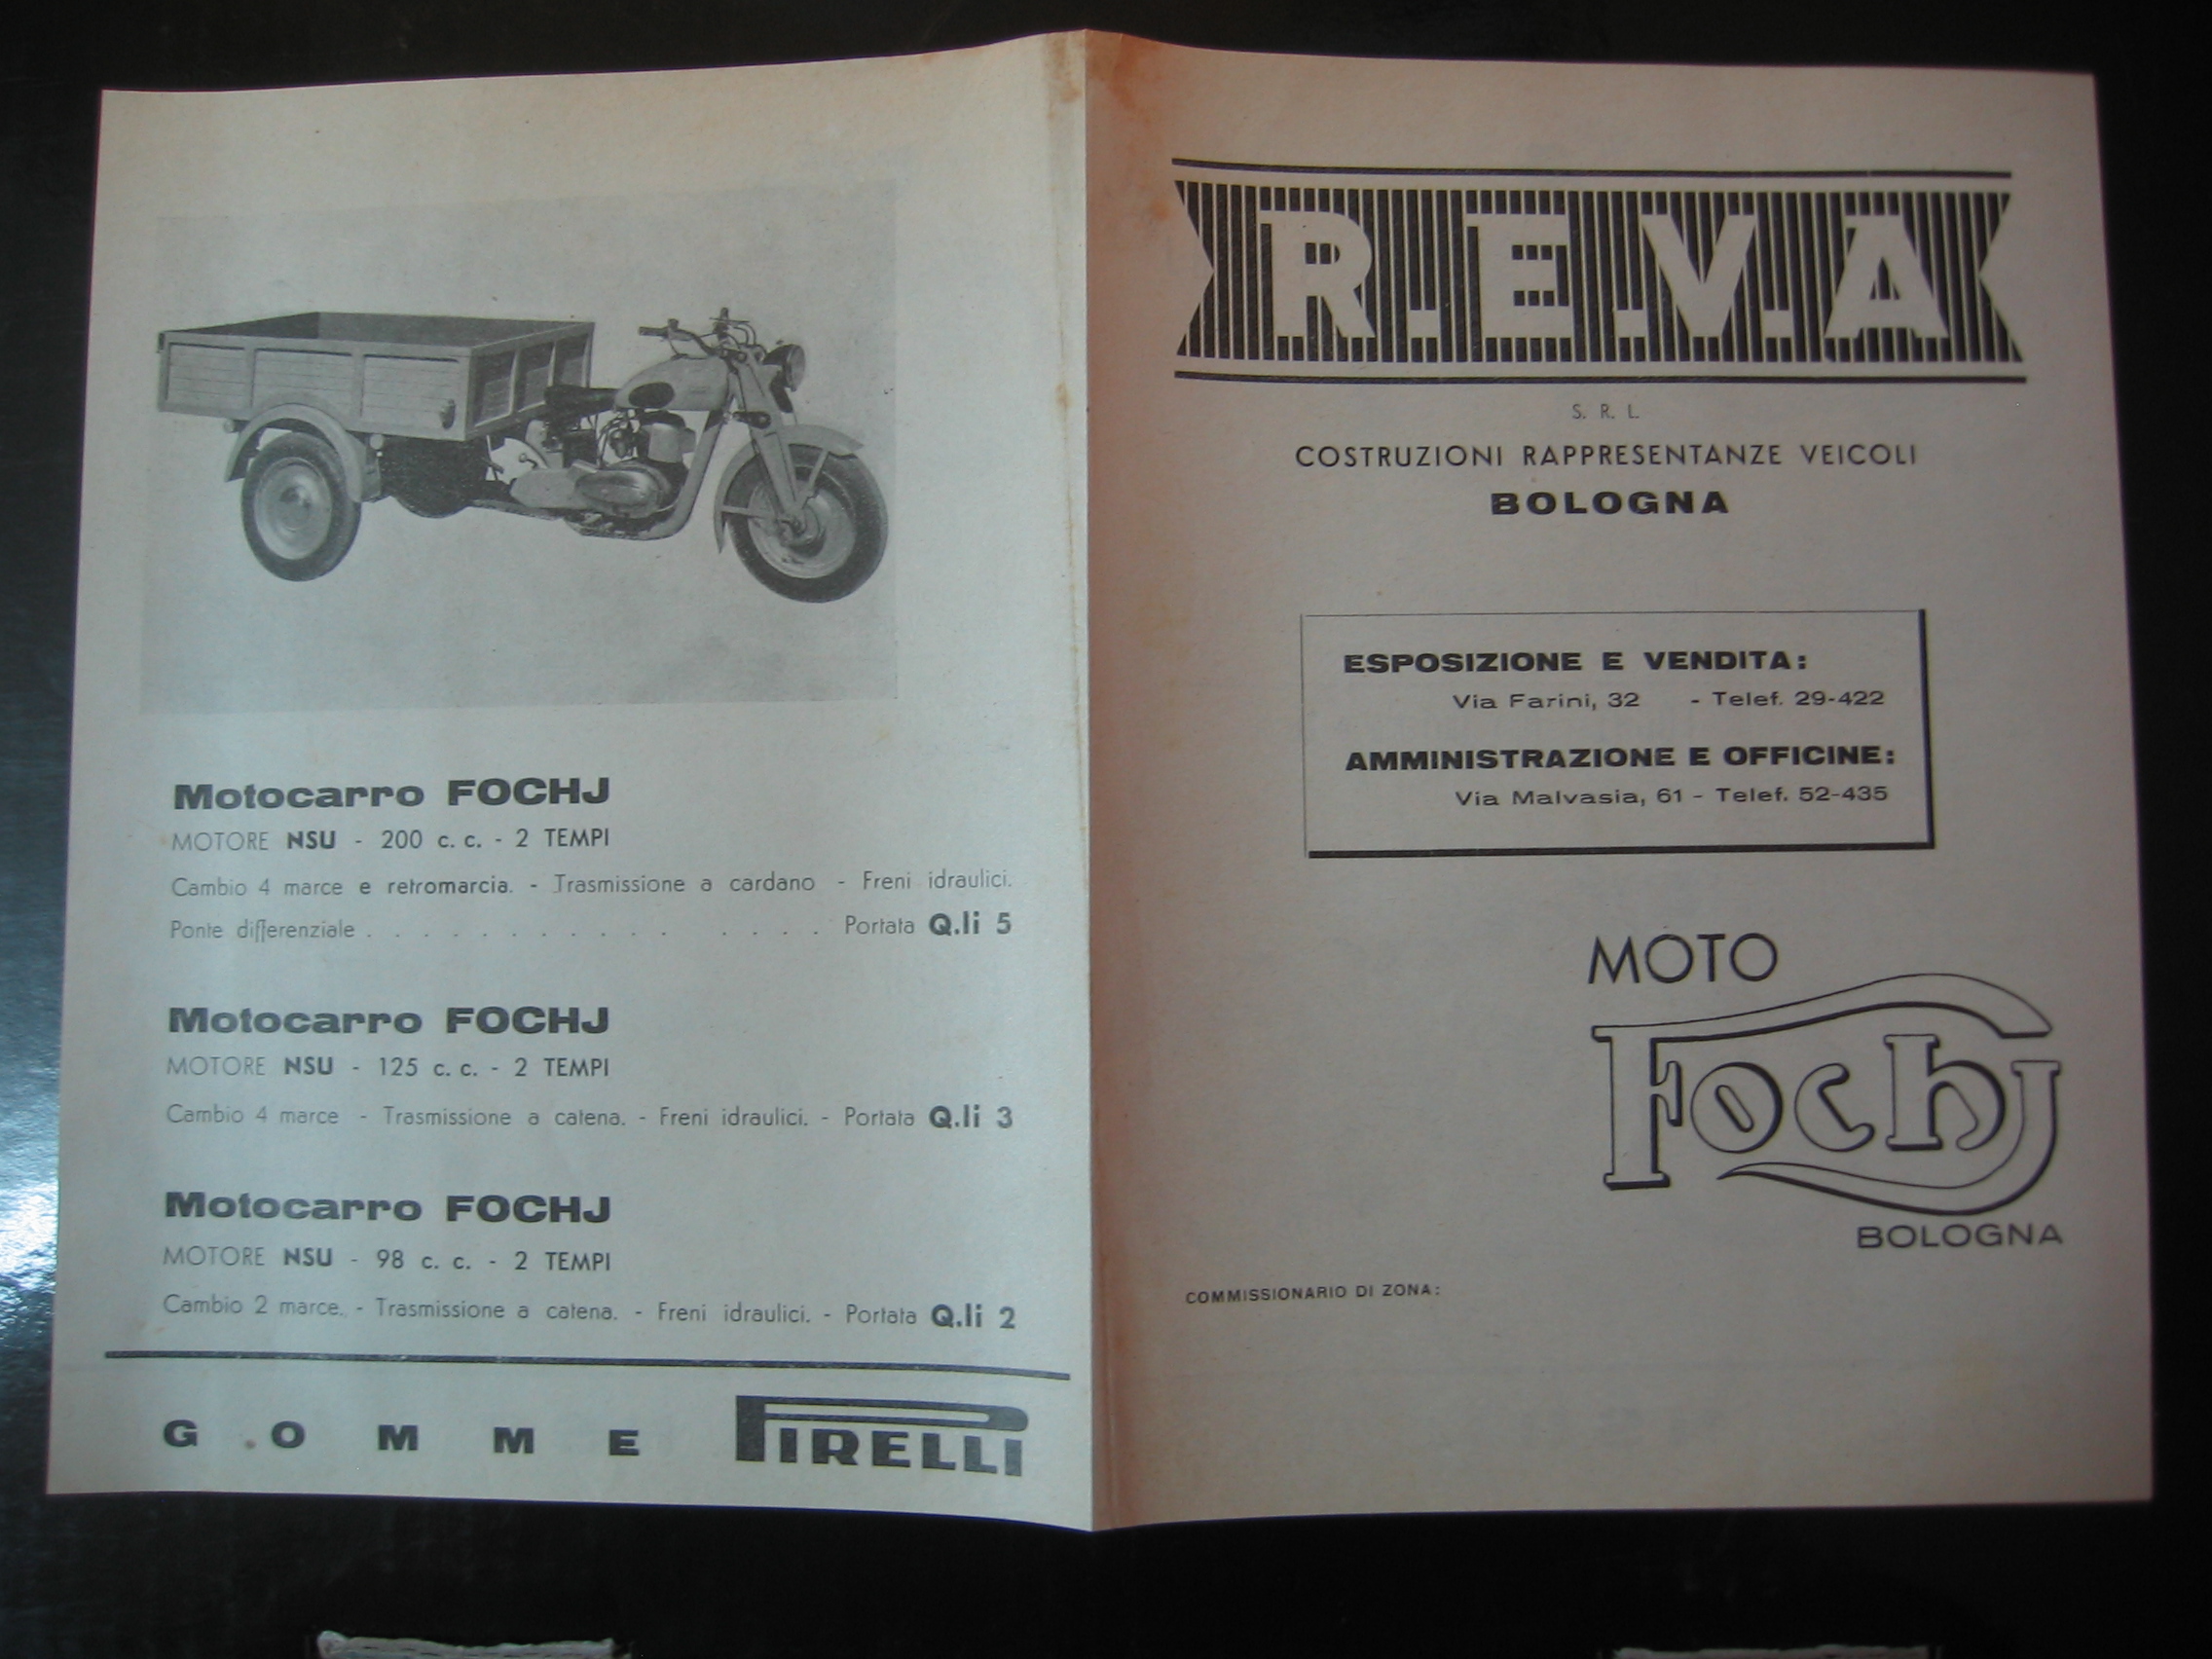 Motocarro FOCHJ
MOTORE NSU - 200 c. c. - 2 TEMPI
Cambio 4 marce e retromarcia. - Trasmissione a cardano - Freni idraulici.
Ponte differenziale . . . . . . . . . . . . . . . Portata Q.li 5
Motocarro FOCHJ
MOTORE NSU - 125 c. c. - 2 TEMPI
Cambio 4 marce - Trasmissione a catena. - Freni idraulici. - Portata Q.li 3
Motocarro FOCHJ
MOTORE NSU - 98 c. c. - 2 TEMPI
Cambio 2 marce. - Trasmissione a catena. - Freni idraulici. - Portata Q.li 2
GOMME PIRELLI
R.E.V.A
S. R. L.
COSTRUZIONI RAPPRESENTANZE VEICOLI
BOLOGNA
ESPOSIZIONE E VENDITA:
Via Farini, 32 - Telef. 29-422
AMMINISTRAZIONE E OFFICINE:
Via Malvasia, 61 - Telef. 52-435
MOTO
FochJ
BOLOGNA
COMMISSIONARIO DI ZONA: